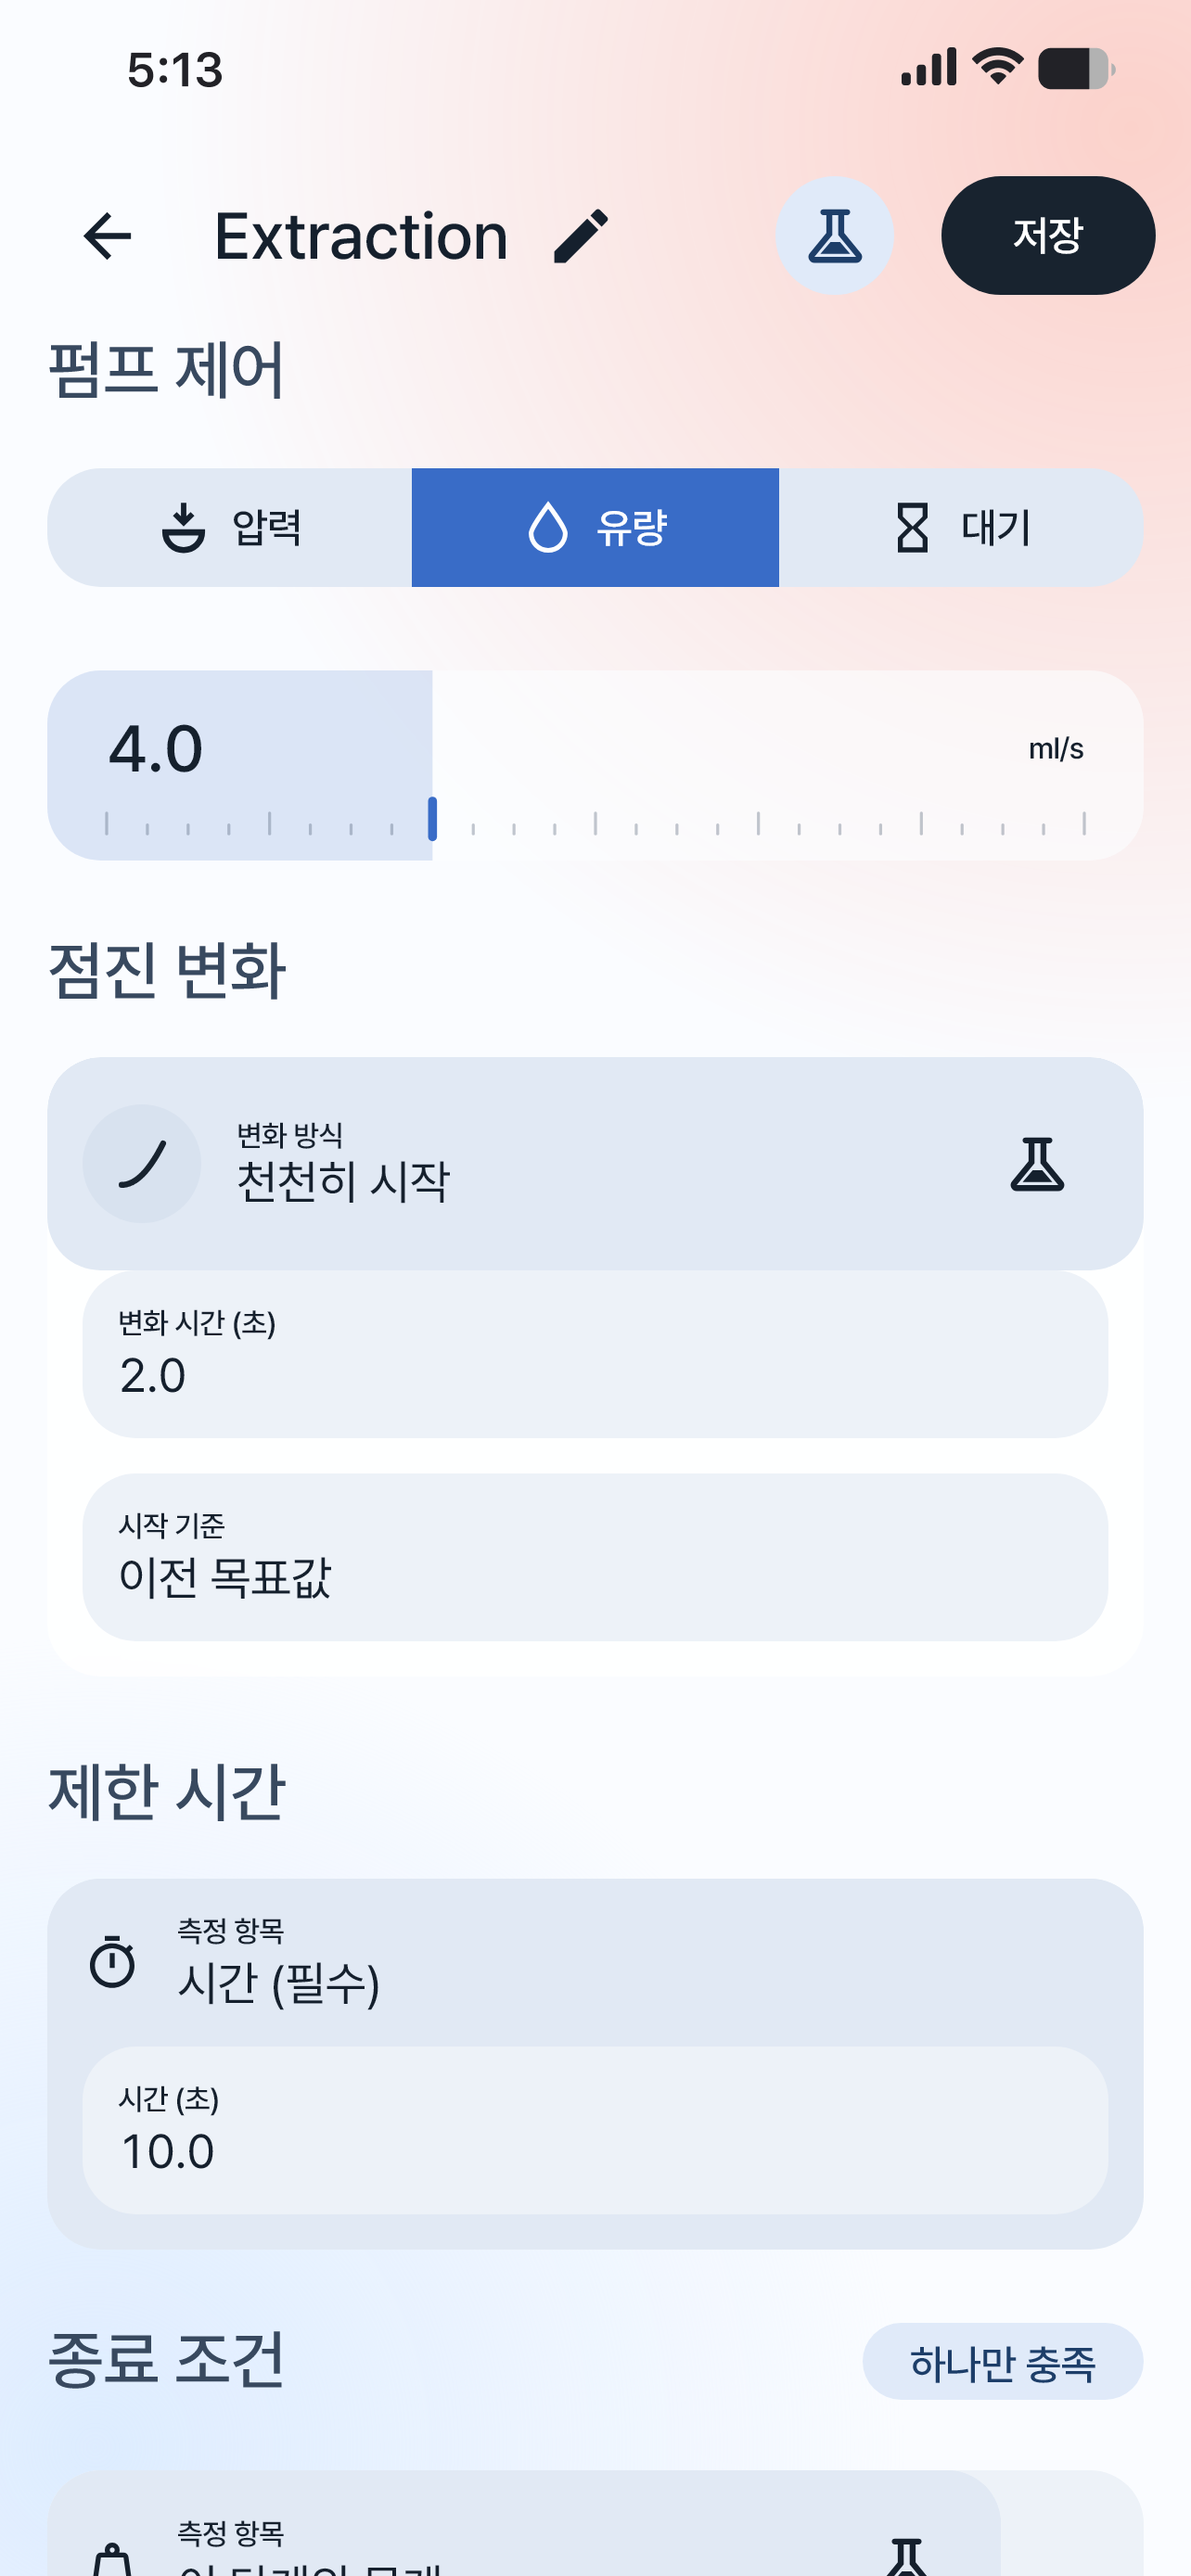 5:13
Extraction
저장
펌프 제어
압력
유량
대기
4.0
ml/s
점진 변화
변화 방식
천천히 시작
변화 시간 (초)
2.0
시작 기준
이전 목표값
제한 시간
측정 항목
시간 (필수)
시간 (초)
10.0
종료 조건
하나만 충족
측정 항목